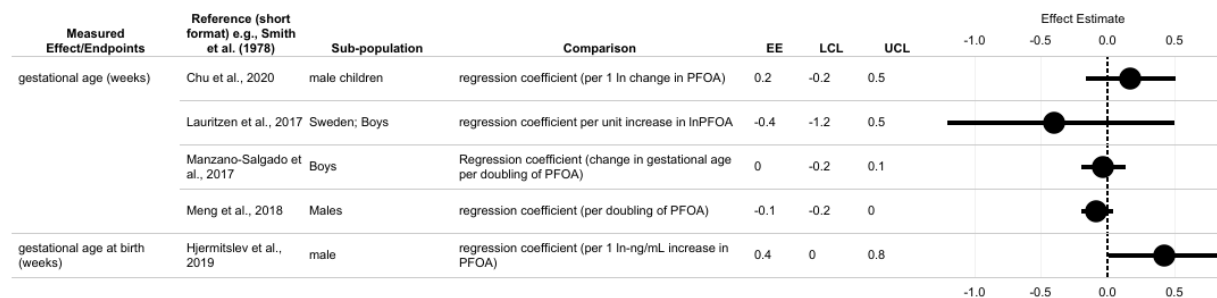 Measured Effect/Endpoints
Reference (short format) e.g., Smith et al. (1978)
Sub-population
Comparison
EE
LCL
UCL
Effect Estimate
-1.0 -0.5 0.0 0.5
gestational age (weeks)
Chu et al., 2020
male children
regression coefficient (per 1 ln change in PFOA)
0.2 -0.2 0.5
Lauritzen et al., 2017
Sweden; Boys
regression coefficient per unit increase in lnPFOA
-0.4 -1.2 0.5
Manzano-Salgado et
al., 2017
Boys
Regression coefficient (change in gestational age
per doubling of PFOA)
0 -0.2 0.1
Meng et al., 2018
Males
regression coefficient (per doubling of PFOA)
-0.1 -0.2 0
gestational age at birth
(weeks)
Hjermitslev et al.,
2019
male
regression coefficient (per 1 ln-ng/mL increase in
PFOA)
0.4 0 0.8
-1.0 -0.5 0.0 0.5